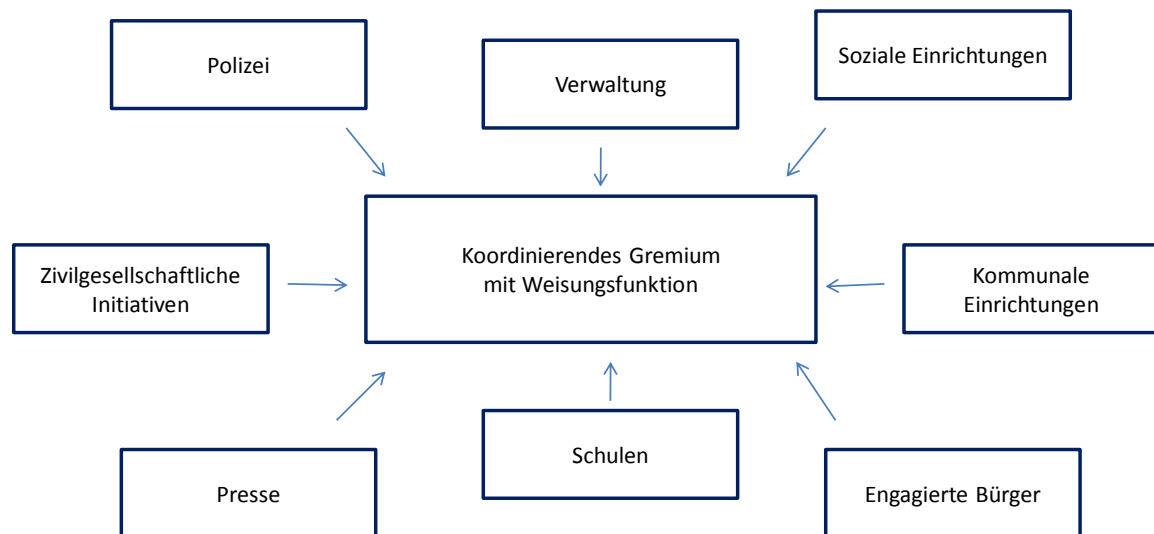 Polizei
Verwaltung
Soziale Einrichtungen
Koordinierendes Gremium
mit Weisungsfunktion
Zivilgesellschaftliche
Initiativen
Kommunale
Einrichtungen
Presse
Schulen
Engagierte Bürger